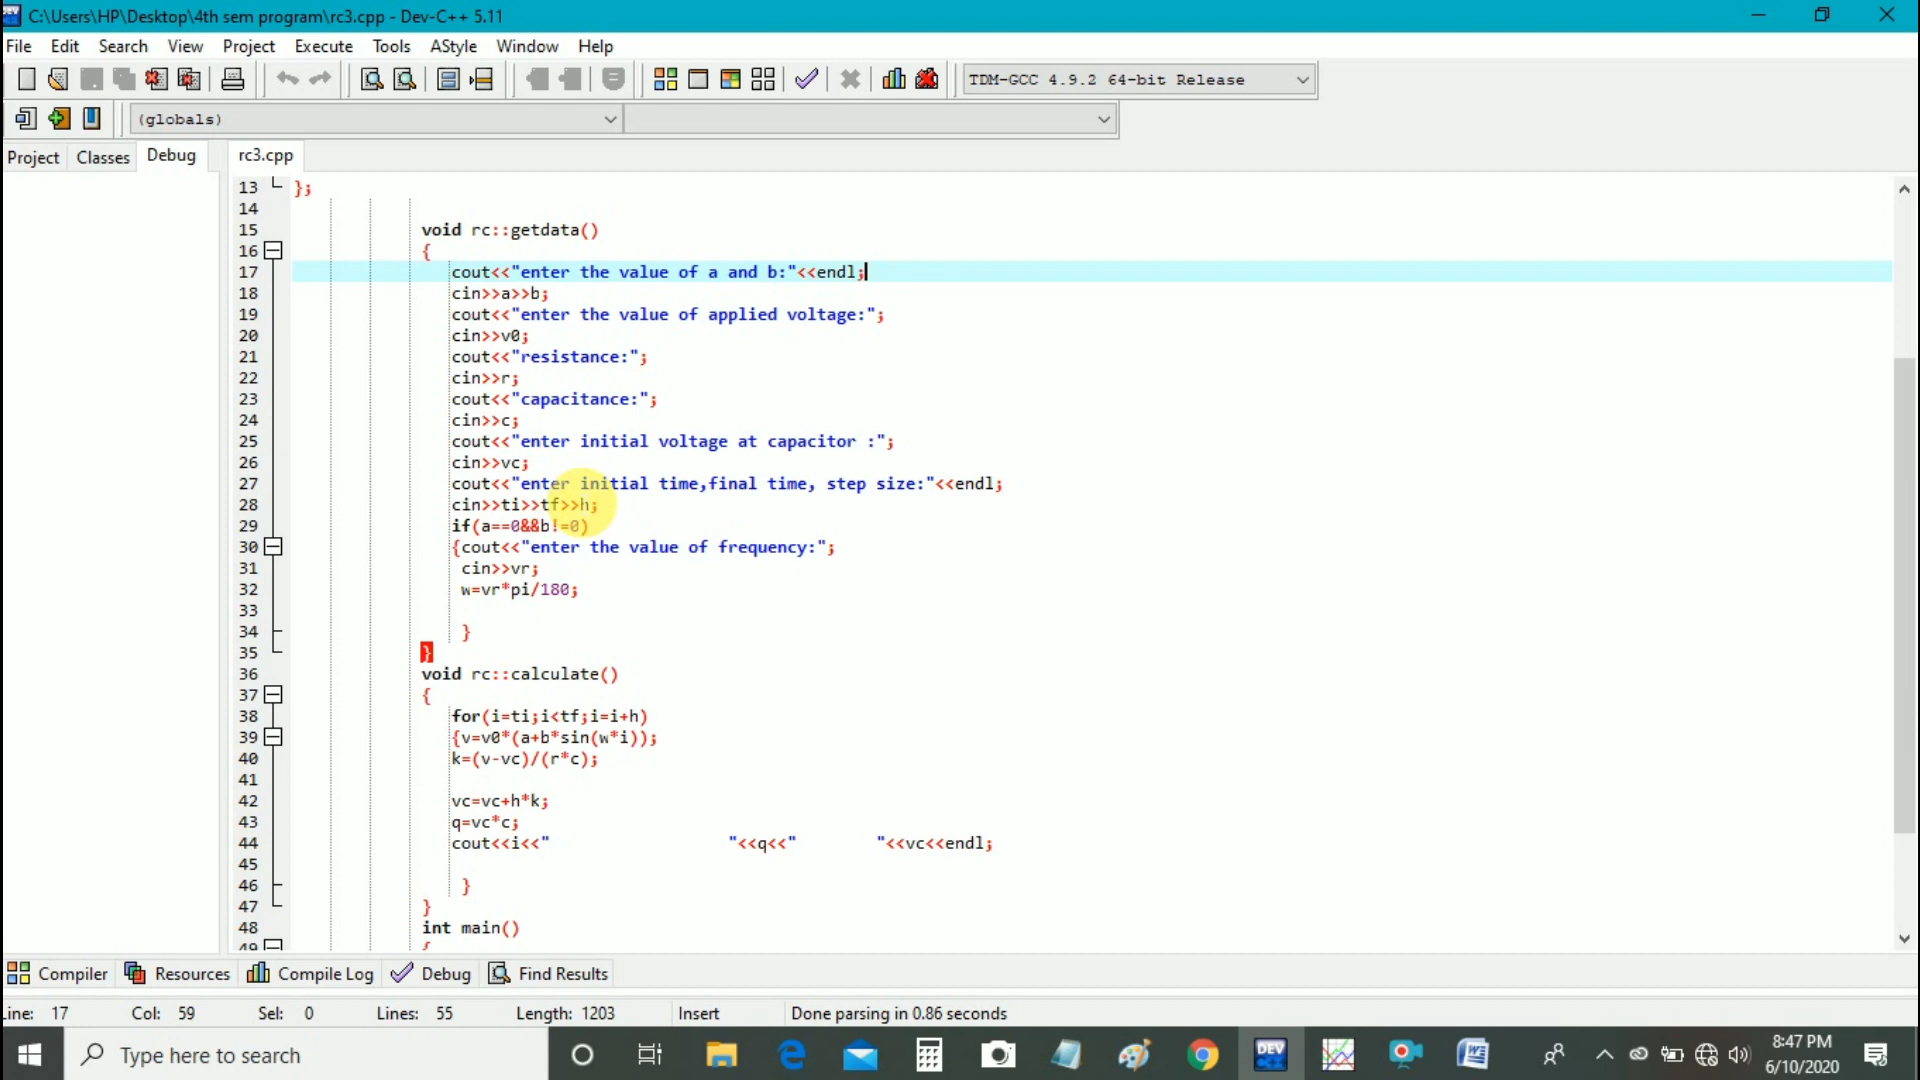 C:\Users\HP\Desktop\4th sem program\rc3.cpp - Dev-C++ 5.11
File Edit Search View Project Execute Tools AStyle Window Help
TDM-GCC 4.9.2 64-bit Release
(globals)
Project Classes Debug rc3.cpp
13 };
14
15 void rc::getdata()
16 {
17 cout<<"enter the value of a and b:"<<endl;
18 cin>>a>>b;
19 cout<<"enter the value of applied voltage:";
20 cin>>v0;
21 cout<<"resistance:";
22 cin>>r;
23 cout<<"capacitance:";
24 cin>>c;
25 cout<<"enter initial voltage at capacitor :";
26 cin>>vc;
27 cout<<"enter initial time,final time, step size:"<<endl;
28 cin>>ti>>tf>>h;
29 if(a==0&&b!=0)
30 {cout<<"enter the value of frequency:";
31 cin>>vr;
32 w=vr*pi/180;
33
34 }
35 }
36 void rc::calculate()
37 {
38 for(i=ti;i<tf;i=i+h)
39 {v=v0*(a+b*sin(w*i));
40 k=(v-vc)/(r*c);
41
42 vc=vc+h*k;
43 q=vc*c;
44 cout<<i<<"                  "<<q<<"        "<<vc<<endl;
45
46 }
47 }
48 int main()
49 {
Compiler Resources Compile Log Debug Find Results
Line: 17 Col: 59 Sel: 0 Lines: 55 Length: 1203 Insert Done parsing in 0.86 seconds
Type here to search
DEV
8:47 PM
6/10/2020